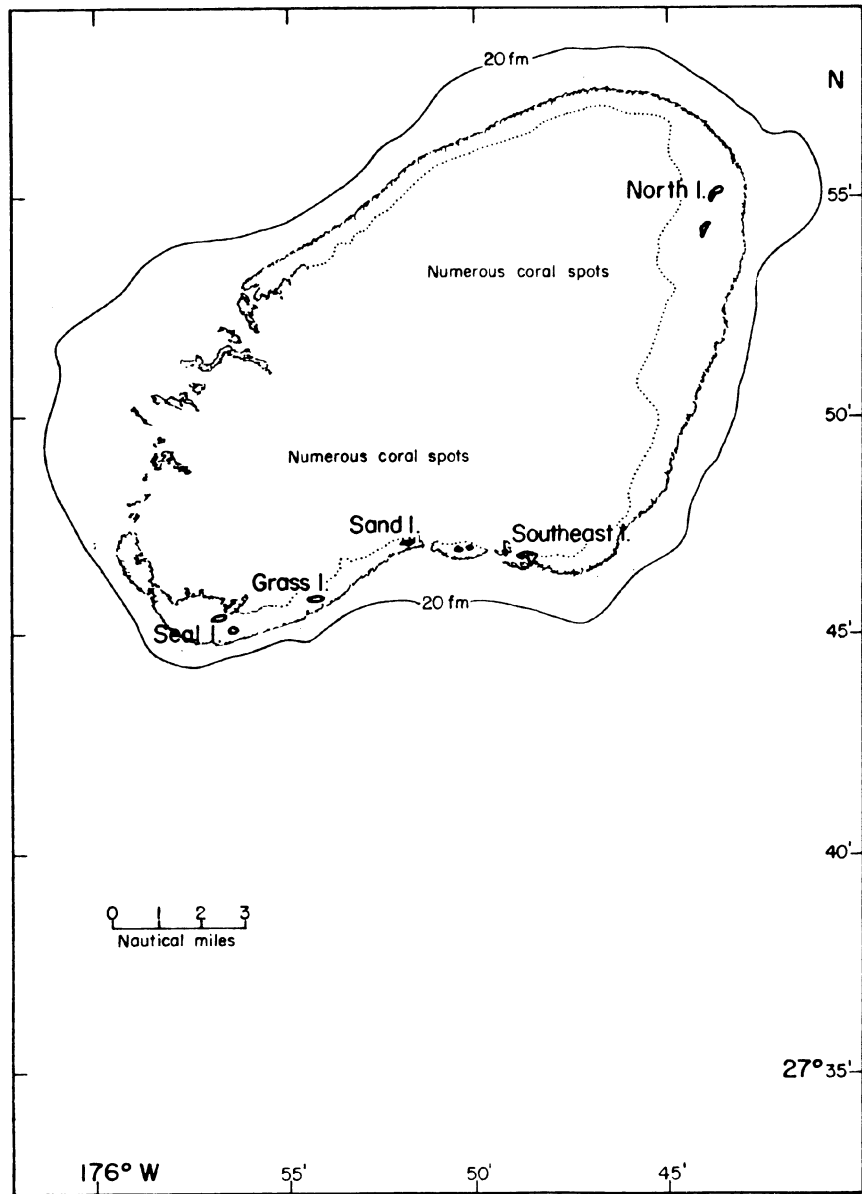 20 fm
N
North I.
55'
Numerous coral spots
50'
Numerous coral spots
Sand I.
Southeast I.
Grass I.
20 fm
Seal I.
45'
40'
0 1 2 3
Nautical miles
27° 35'
176° W 55' 50' 45'